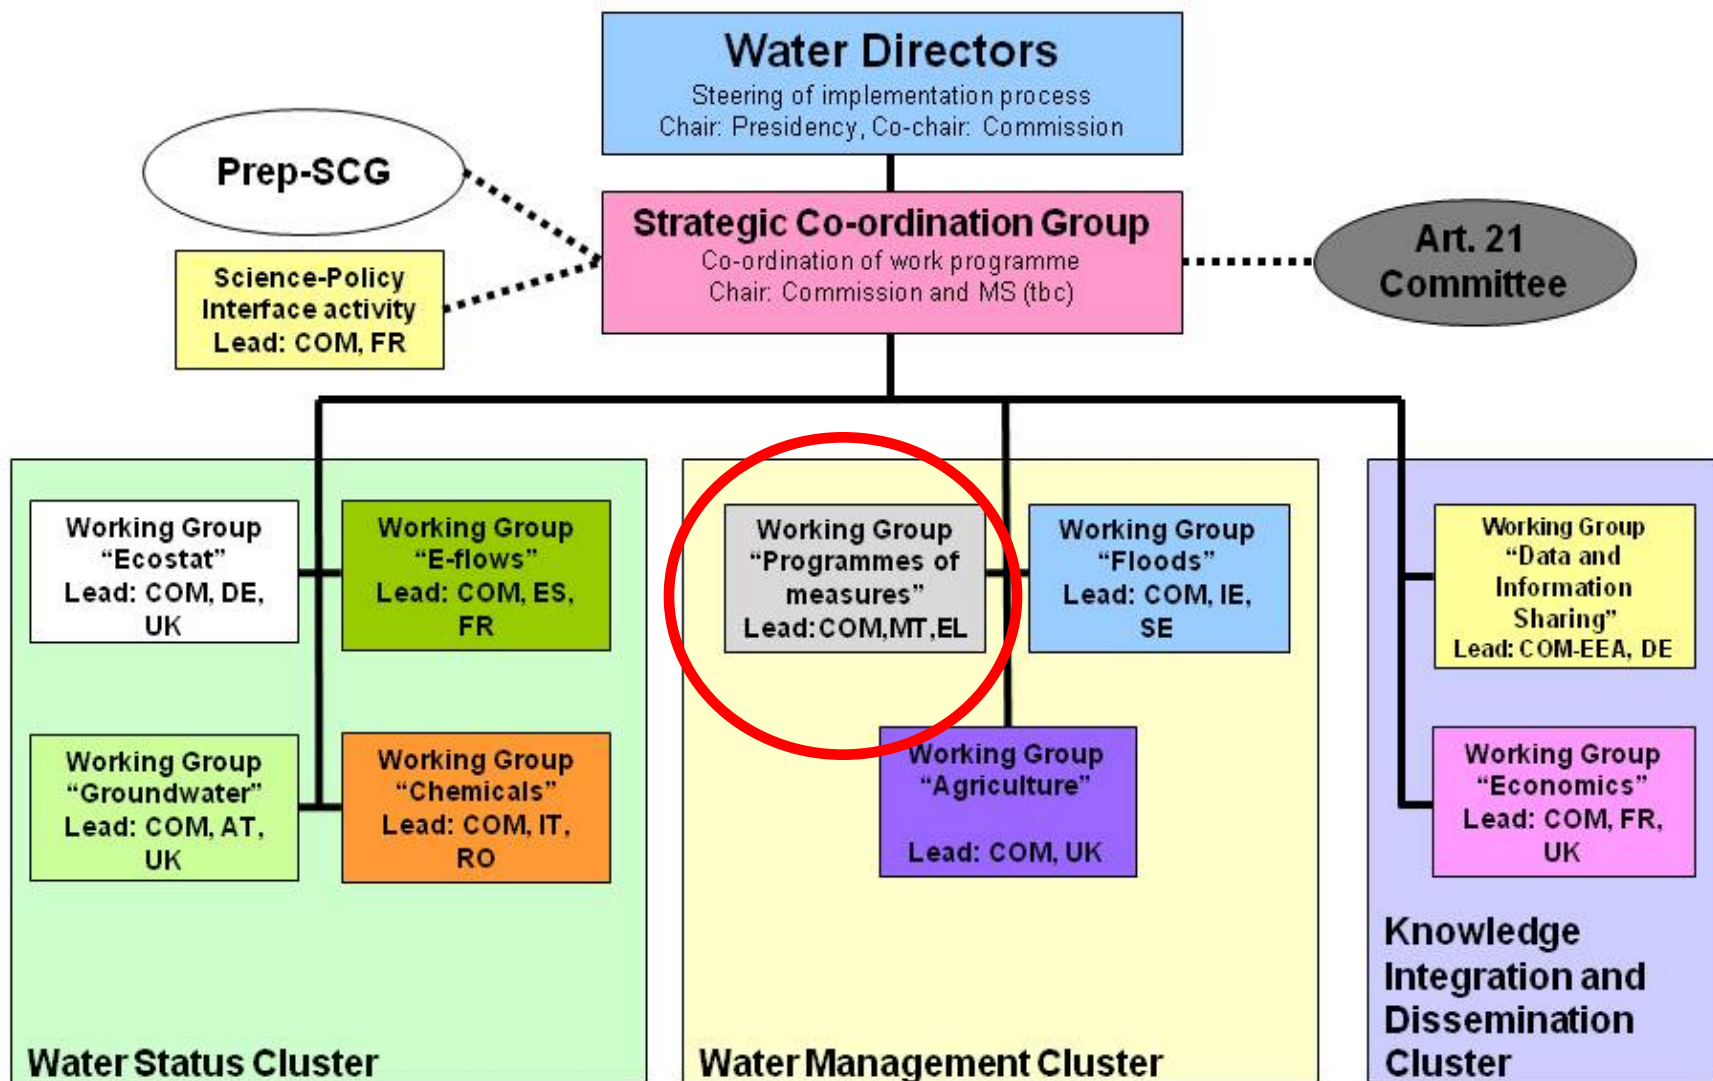 Water Directors
Steering of implementation process
Chair: Presidency, Co-chair: Commission
Prep-SCG
Strategic Co-ordination Group
Co-ordination of work programme
Chair: Commission and MS (tbc)
Art. 21
Committee
Science-Policy
Interface activity
Lead: COM, FR
Working Group
“Ecostat”
Lead: COM, DE,
UK
Working Group
“E-flows”
Lead: COM, ES,
FR
Working Group
“Groundwater”
Lead: COM, AT,
UK
Working Group
“Chemicals”
Lead: COM, IT,
RO
Water Status Cluster
Working Group
“Programmes of
measures”
Lead:COM,MT,EL
Working Group
“Floods”
Lead: COM, IE,
SE
Working Group
“Agriculture”
Lead: COM, UK
Water Management Cluster
Working Group
“Data and
Information
Sharing”
Lead: COM-EEA, DE
Working Group
“Economics”
Lead: COM, FR,
UK
Knowledge
Integration and
Dissemination
Cluster